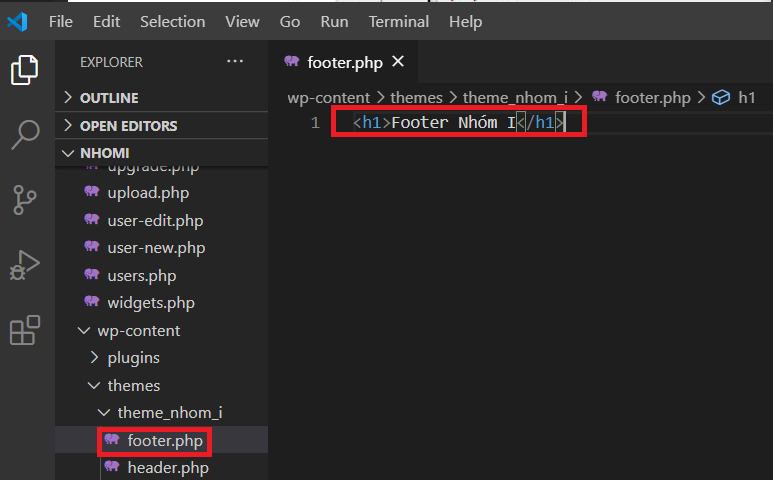 File Edit Selection View Go Run Terminal Help
EXPLORER ···
OUTLINE
OPEN EDITORS
NHOMI
upgrade.php
upload.php
user-edit.php
user-new.php
users.php
widgets.php
wp-content
plugins
themes
theme_nhom_i
footer.php
header.php
footer.php
wp-content > themes > theme_nhom_i > footer.php > h1
1 <h1>Footer Nhóm I</h1>